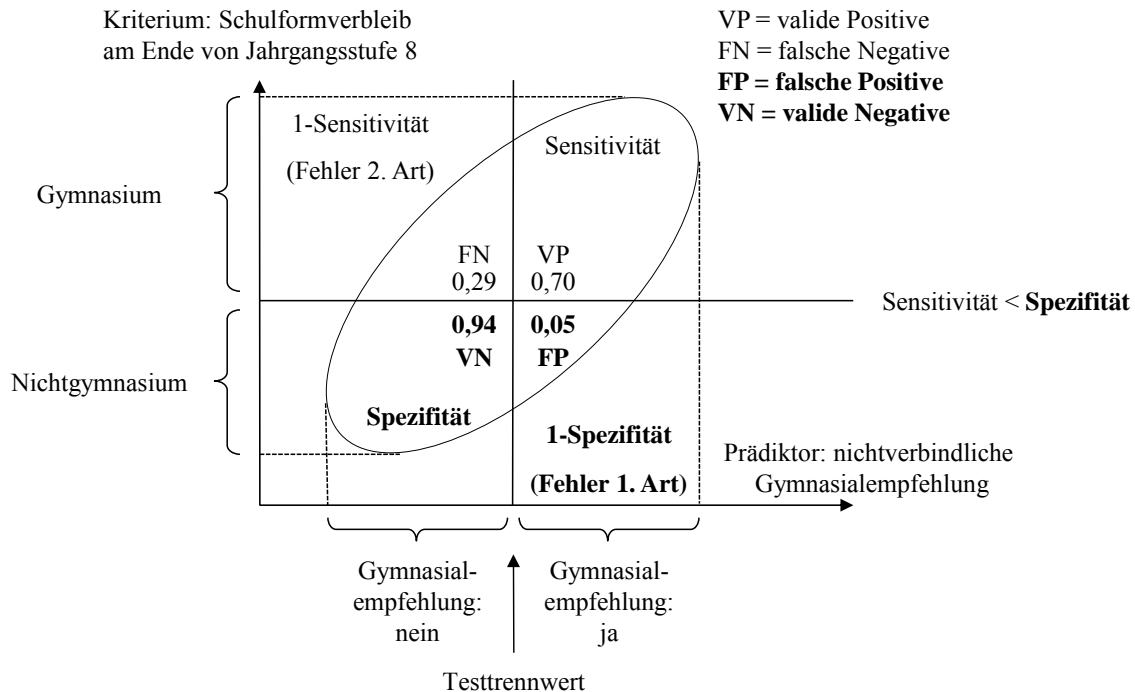 Kriterium: Schulformverbleib
am Ende von Jahrgangsstufe 8
VP = valide Positive
FN = falsche Negative
FP = falsche Positive
VN = valide Negative
1-Sensitivität
(Fehler 2. Art)
Sensitivität
Gymnasium
FN
0,29
VP
0,70
Sensitivität < Spezifität
0,94
VN
0,05
FP
Nichtgymnasium
Spezifität
1-Spezifität
(Fehler 1. Art)
Prädiktor: nichtverbindliche
Gymnasialempfehlung
Gymnasial-
empfehlung:
nein
Gymnasial-
empfehlung:
ja
Testtrennwert